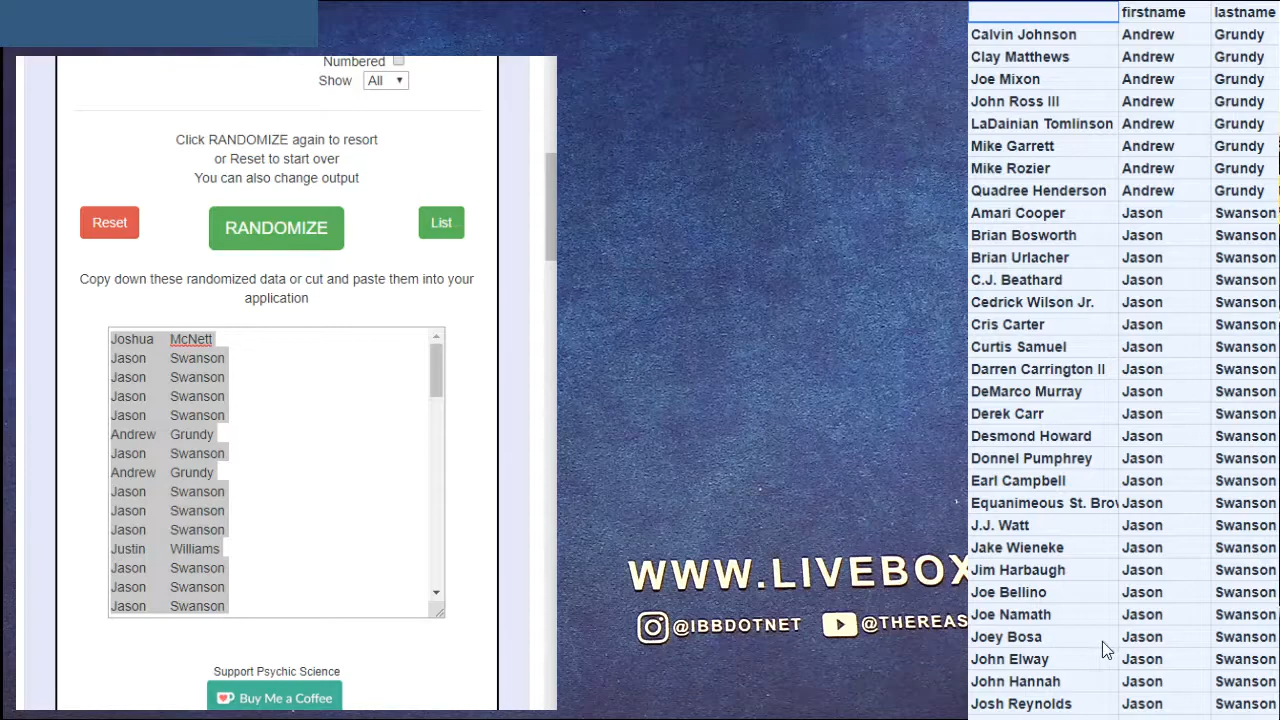 Numbered
Show All
Click RANDOMIZE again to resort
or Reset to start over
You can also change output
Reset RANDOMIZE List
Copy down these randomized data or cut and paste them into your
application
Joshua McNett
Jason Swanson
Jason Swanson
Jason Swanson
Jason Swanson
Andrew Grundy
Jason Swanson
Andrew Grundy
Jason Swanson
Jason Swanson
Jason Swanson
Justin Williams
Jason Swanson
Jason Swanson
Jason Swanson
Support Psychic Science
Buy Me a Coffee
WWW.LIVEBOX
@IBBDOTNET @THEREAS
firstname lastname
Calvin Johnson Andrew Grundy
Clay Matthews Andrew Grundy
Joe Mixon Andrew Grundy
John Ross III Andrew Grundy
LaDainian Tomlinson Andrew Grundy
Mike Garrett Andrew Grundy
Mike Rozier Andrew Grundy
Quadree Henderson Andrew Grundy
Amari Cooper Jason Swanson
Brian Bosworth Jason Swanson
Brian Urlacher Jason Swanson
C.J. Beathard Jason Swanson
Cedrick Wilson Jr. Jason Swanson
Cris Carter Jason Swanson
Curtis Samuel Jason Swanson
Darren Carrington II Jason Swanson
DeMarco Murray Jason Swanson
Derek Carr Jason Swanson
Desmond Howard Jason Swanson
Donnel Pumphrey Jason Swanson
Earl Campbell Jason Swanson
Equanimeous St. Brov Jason Swanson
J.J. Watt Jason Swanson
Jake Wieneke Jason Swanson
Jim Harbaugh Jason Swanson
Joe Bellino Jason Swanson
Joe Namath Jason Swanson
Joey Bosa Jason Swanson
John Elway Jason Swanson
John Hannah Jason Swanson
Josh Reynolds Jason Swanson